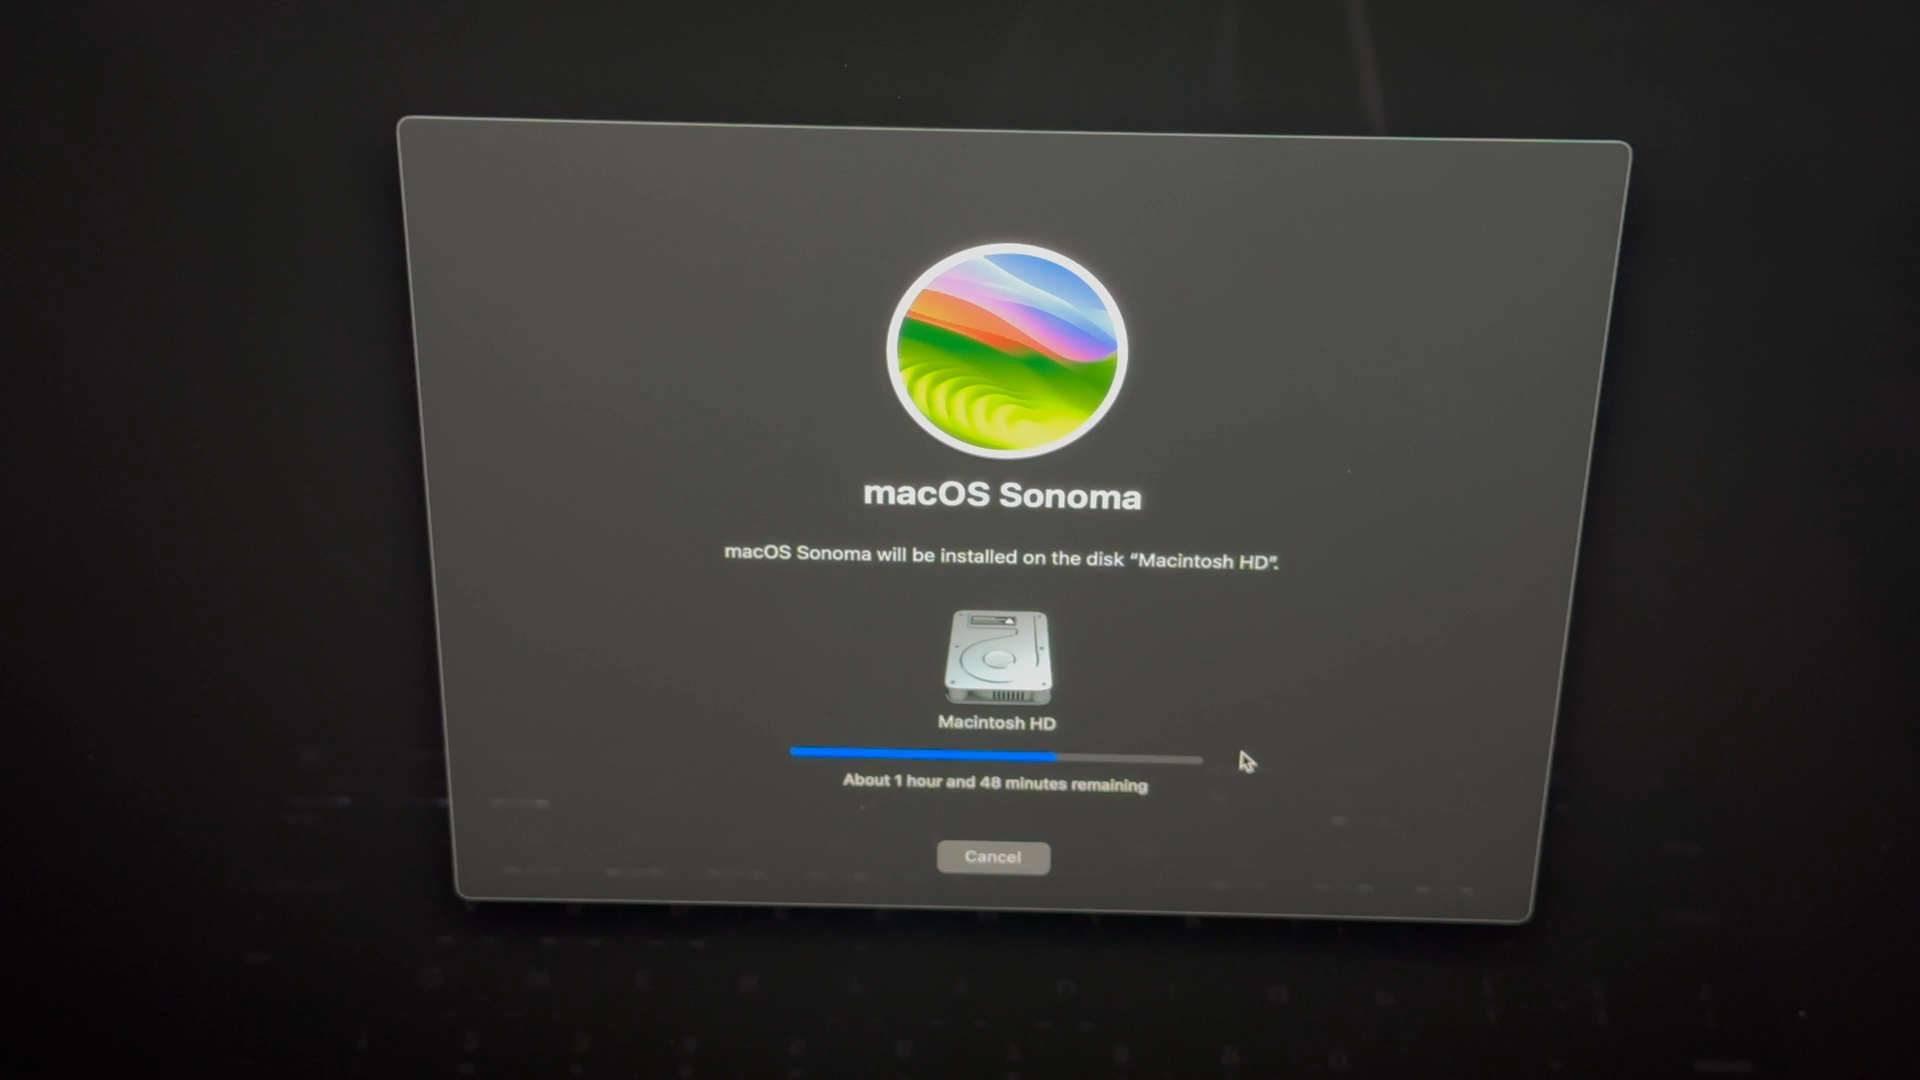 macOS Sonoma
macOS Sonoma will be installed on the disk “Macintosh HD”.
Macintosh HD
About 1 hour and 48 minutes remaining
Cancel